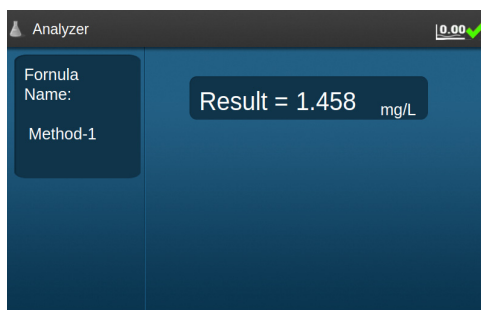 Analyzer
0.00
Fornula
Name:
Method-1
Result = 1.458 mg/L